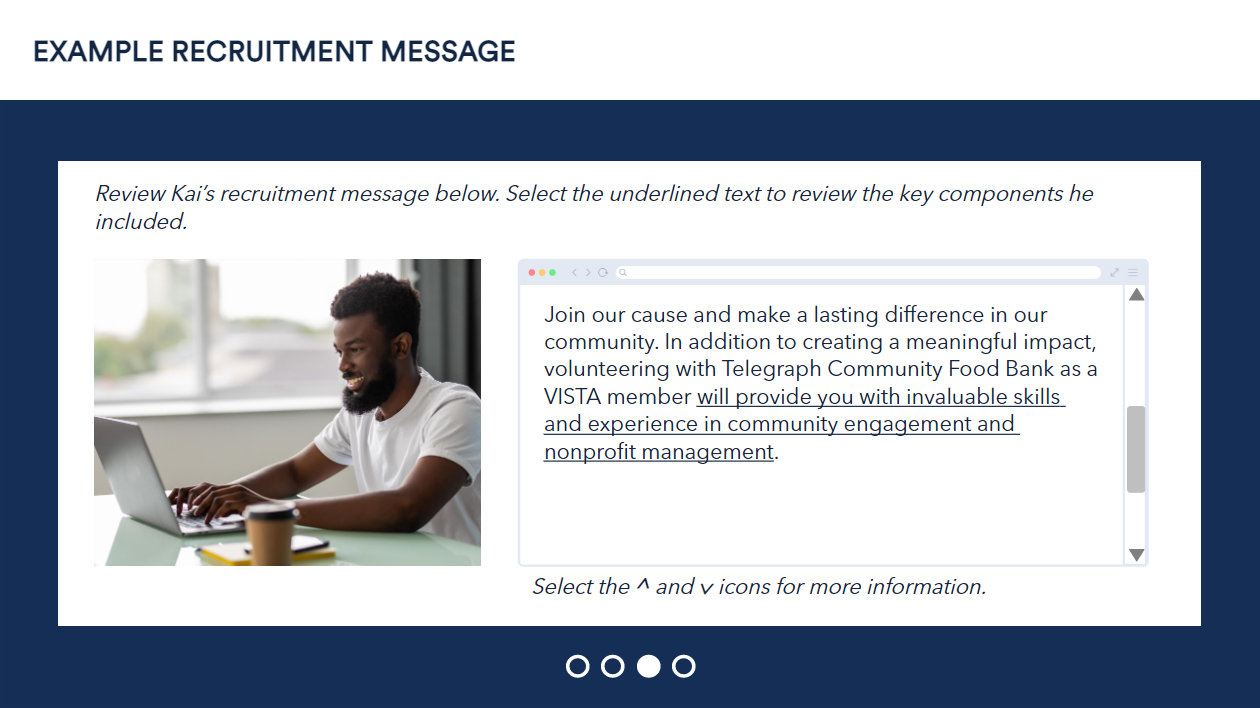 EXAMPLE RECRUITMENT MESSAGE
Review Kai’s recruitment message below. Select the underlined text to review the key components he
included.
Join our cause and make a lasting difference in our
community. In addition to creating a meaningful impact,
volunteering with Telegraph Community Food Bank as a
VISTA member will provide you with invaluable skills
and experience in community engagement and
nonprofit management.
Select the ^ and v icons for more information.